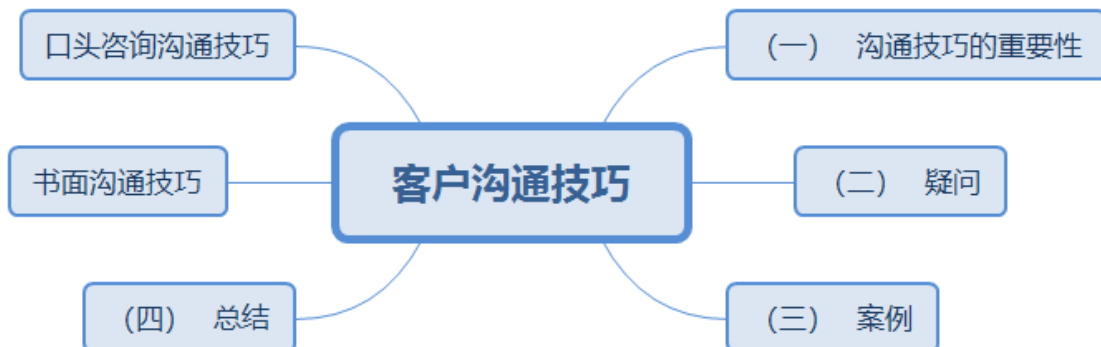 口头咨询沟通技巧
（一） 沟通技巧的重要性
书面沟通技巧
客户沟通技巧
（二） 疑问
（四） 总结
（三） 案例